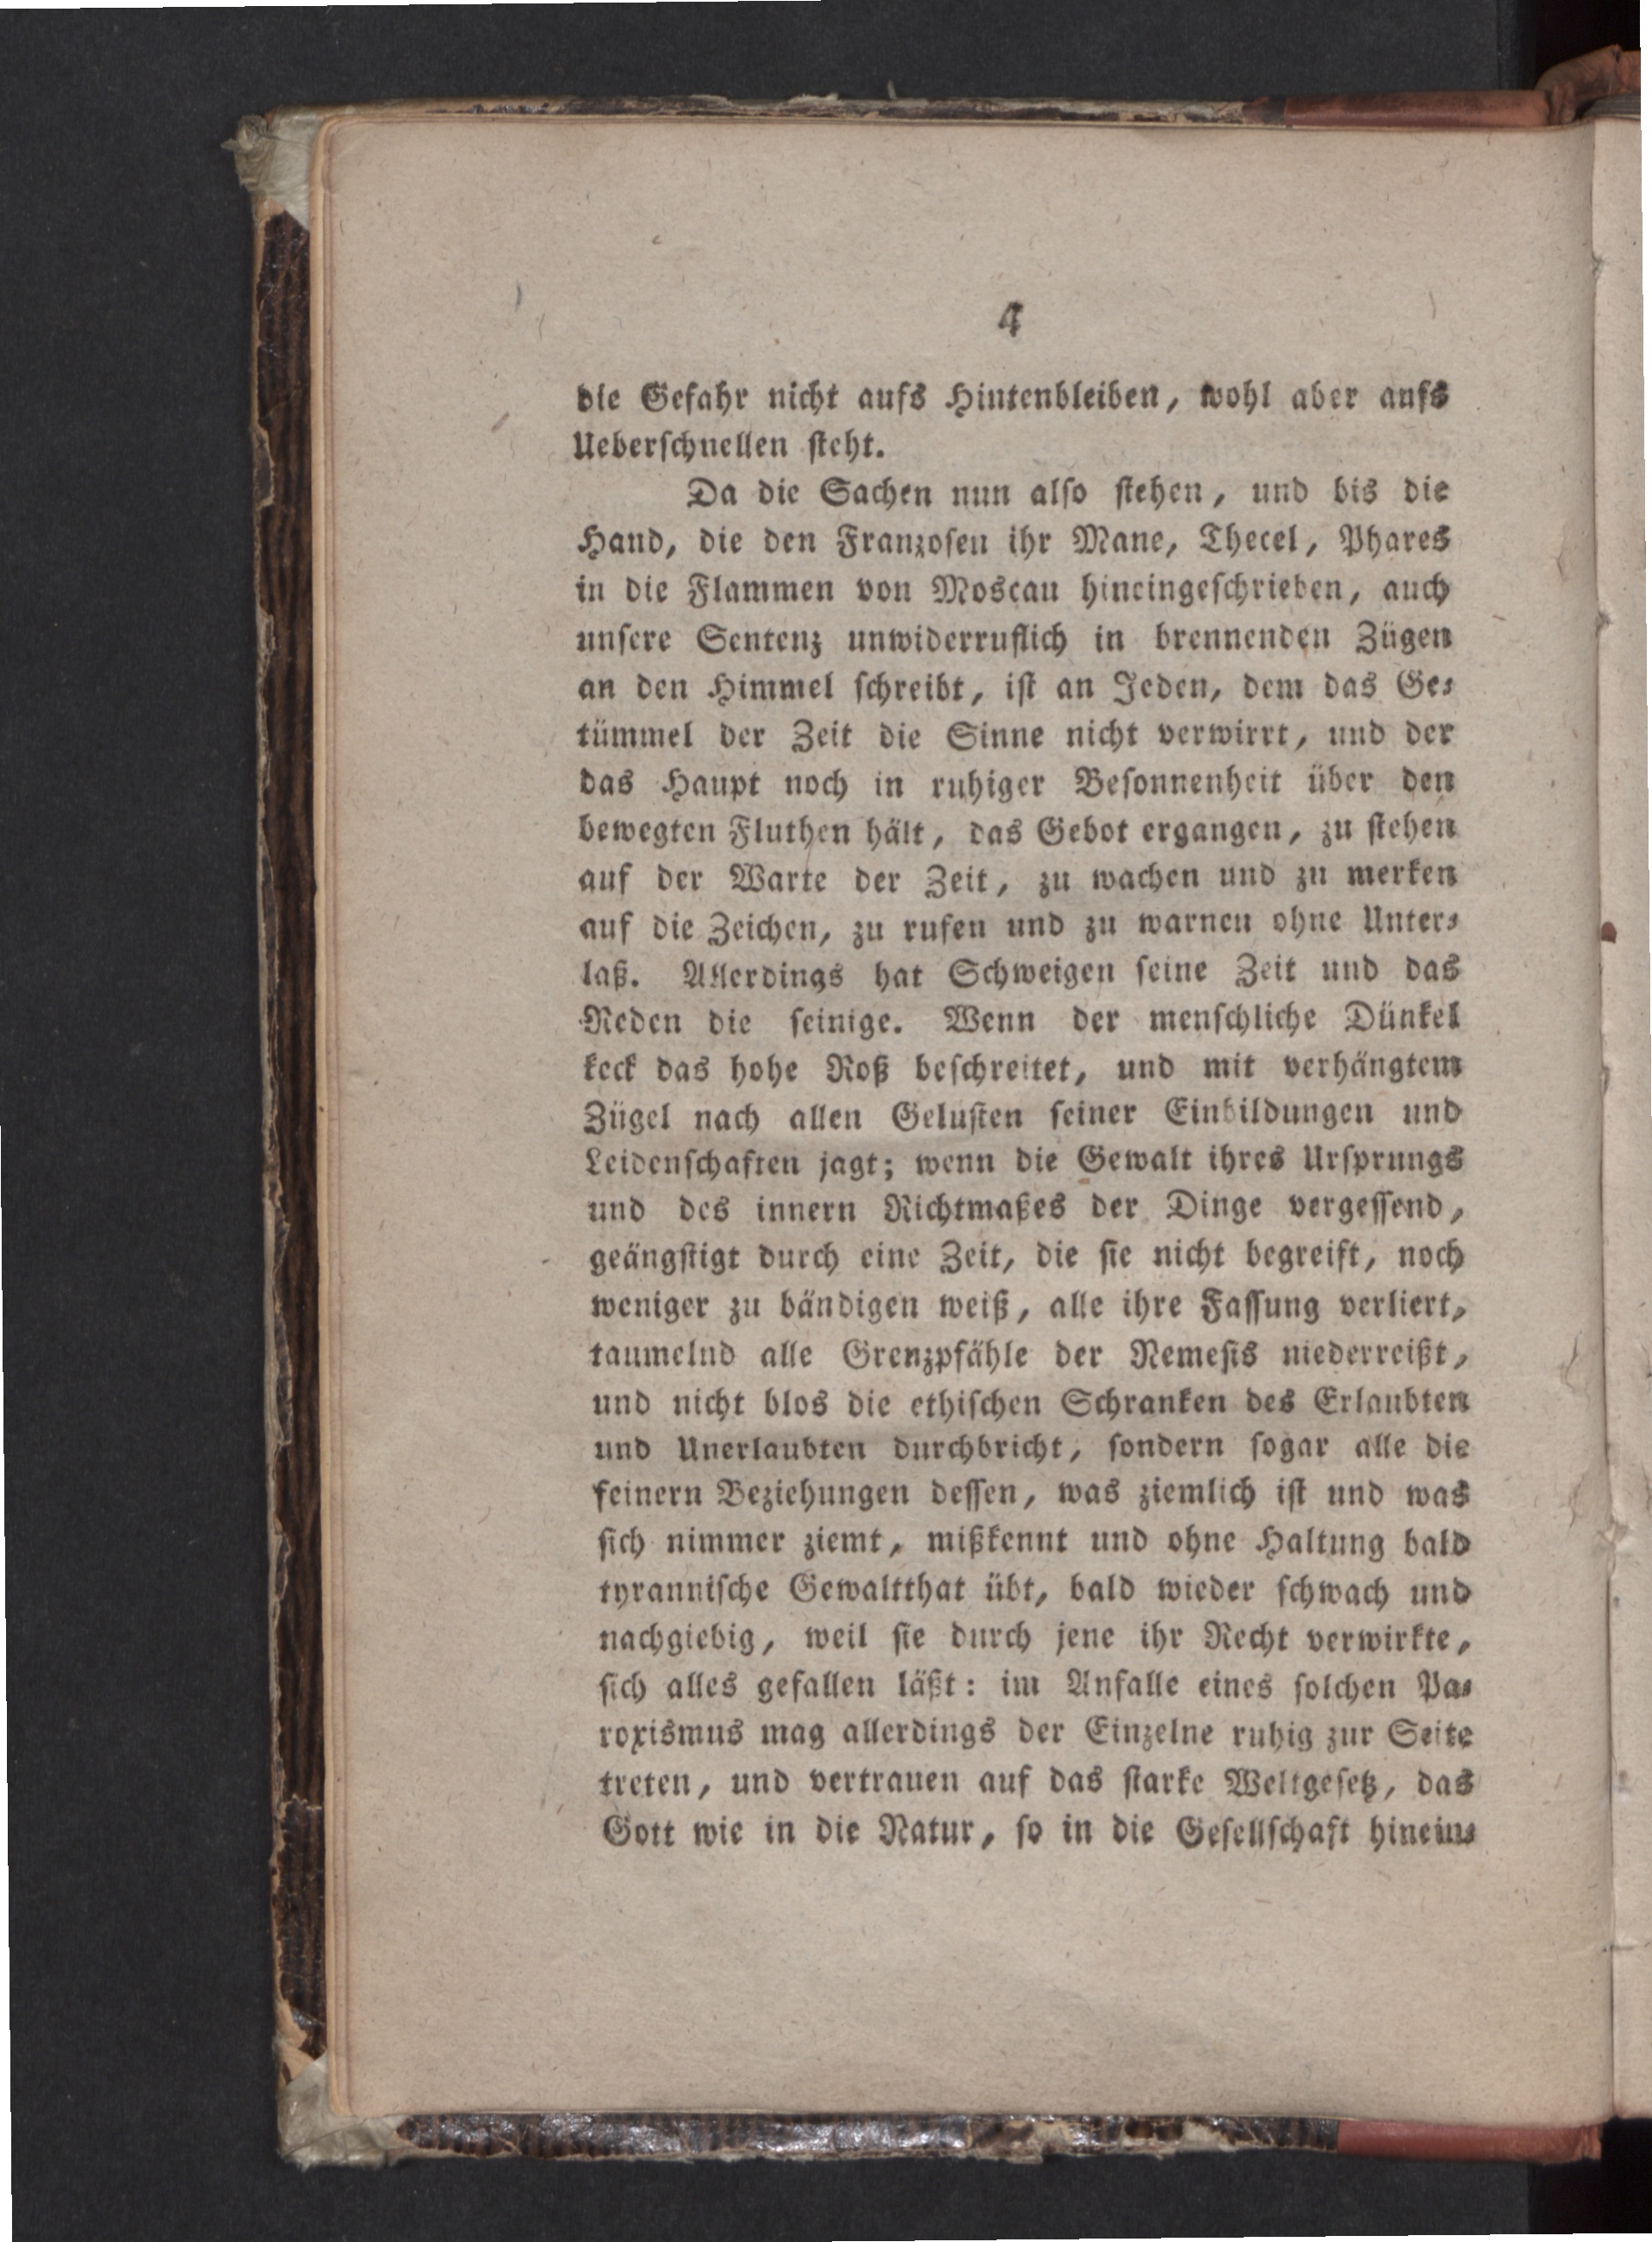 4
die Gefahr nicht aufs Hintenbleiben, wohl aber aufs
Ueberſchnellen ſteht.
Da die Sachen nun alſo ſtehen, und bis die
Hand, die den Franzoſen ihr Mane, Thecel, Phares
in die Flammen von Moscau hineingeſchrieben, auch
unſere Sentenz unwiderruflich in brennenden Zügen
an den Himmel ſchreibt, iſt an Jeden, dem das Ge⸗
tümmel der Zeit die Sinne nicht verwirrt, und der
das Haupt noch in ruhiger Beſonnenheit über den
bewegten Fluthen hält, das Gebot ergangen, zu ſtehen
auf der Warte der Zeit, zu wachen und zu merken
auf die Zeichen, zu rufen und zu warnen ohne Unter⸗
laß. Allerdings hat Schweigen ſeine Zeit und das
Reden die ſeinige. Wenn der menſchliche Dünkel
keck das hohe Roß beſchreitet, und mit verhängtem
Zügel nach allen Geluſten ſeiner Einbildungen und
Leidenſchaften jagt; wenn die Gewalt ihres Urſprungs
und des innern Richtmaßes der Dinge vergeſſend,
geängſtigt durch eine Zeit, die ſie nicht begreift, noch
weniger zu bändigen weiß, alle ihre Faſſung verliert,
taumelnd alle Grenzpfähle der Nemeſis niederreißt,
und nicht blos die ethiſchen Schranken des Erlaubten
und Unerlaubten durchbricht, ſondern ſogar alle die
feinern Beziehungen deſſen, was ziemlich iſt und was
ſich nimmer ziemt, mißkennt und ohne Haltung bald
tyranniſche Gewaltthat übt, bald wieder ſchwach und
nachgiebig, weil ſie durch jene ihr Recht verwirkte,
ſich alles gefallen läßt: im Anfalle eines ſolchen Pa⸗
roxismus mag allerdings der Einzelne ruhig zur Seite
treten, und vertrauen auf das ſtarke Weltgeſetz, das
Gott wie in die Natur, ſo in die Geſellſchaft hinein⸗